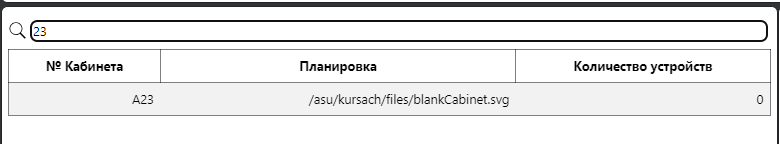 23
№ Кабинета Планировка Количество устройств
A23 /asu/kursach/files/blankCabinet.svg 0